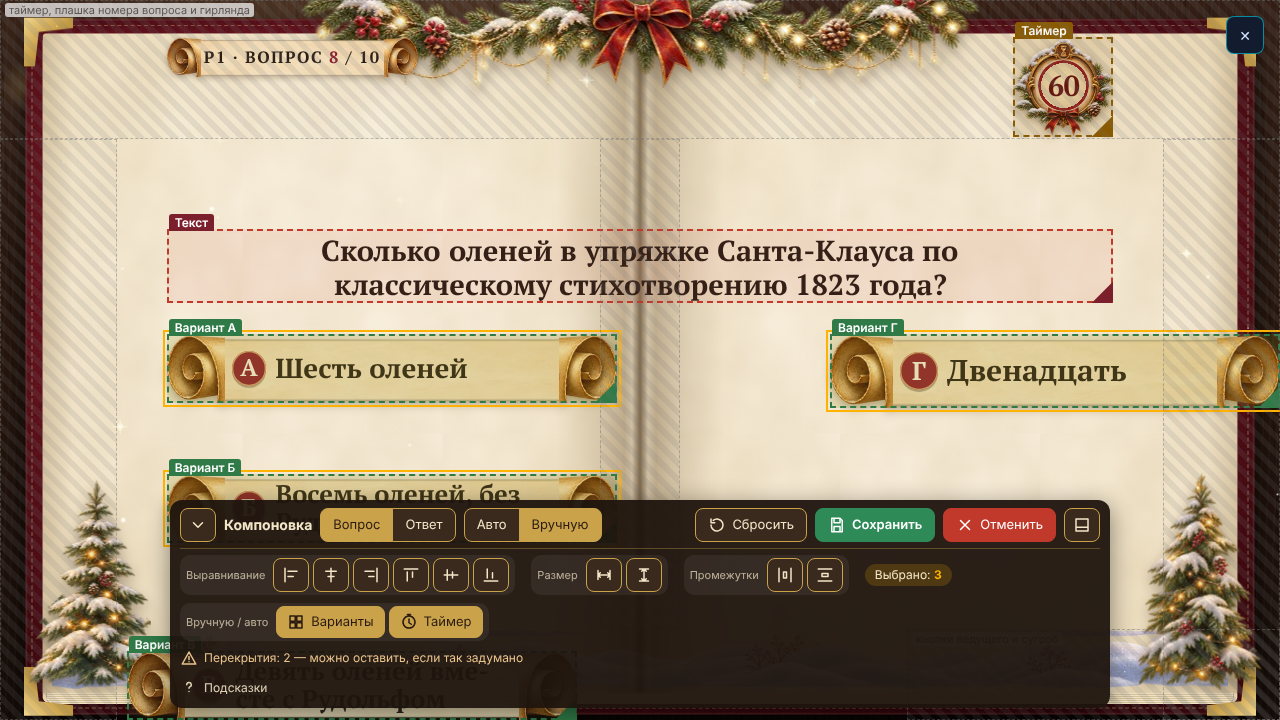 таймер, плашка номера вопроса и гирлянда
Р1 · ВОПРОС 8 / 10
Таймер
60
×
Текст
Сколько оленей в упряжке Санта-Клауса по
классическому стихотворению 1823 года?
Вариант А
А Шесть оленей
Вариант Г
Г Двенадцать
Вариант Б
Б Восемь оленей, без
Компоновка Вопрос Ответ Авто Вручную Сбросить Сохранить Отменить
Выравнивание Размер Промежутки Выбрано: 3
Вручную / авто Варианты Таймер
Перекрытия: 2 — можно оставить, если так задумано
? Подсказки
Девять оленей вме-
с Рудольфом